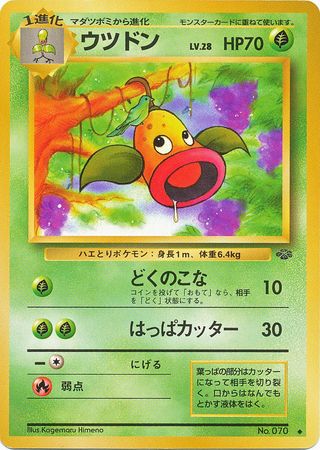 1進化 マダツボミから進化 モンスターカードに重ねて使います。
ウツドン LV.28 HP70
ハエとりポケモン：身長1m、体重6.4kg
どくのこな 10
コインを投げて「おもて」なら、相手
を「どく」状態にする。
はっぱカッター 30
にげる
弱点
葉っぱの部分はカッター
になって相手を切り裂
く。口からはなんでもと
かす液体をはく。
Illus. Kagemaru Himeno
No. 070